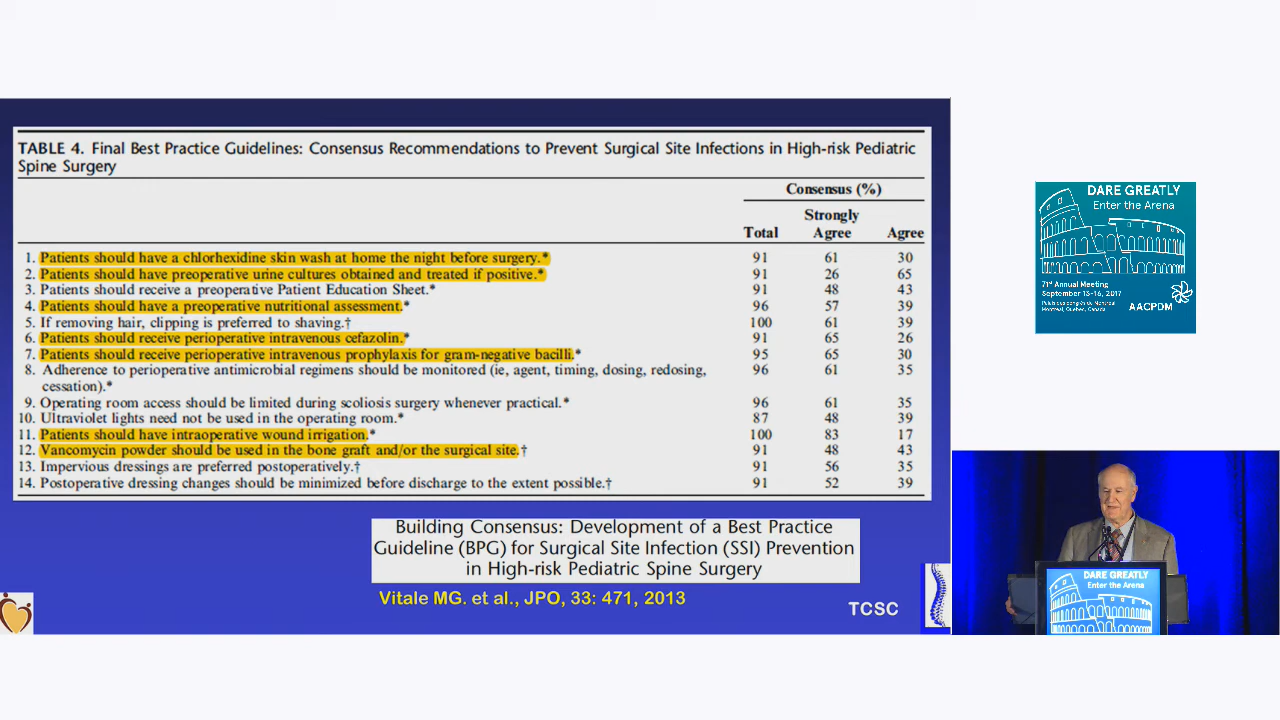 TABLE 4. Final Best Practice Guidelines: Consensus Recommendations to Prevent Surgical Site Infections in High-risk Pediatric
Spine Surgery
Consensus (%)
Strongly
Total Agree Agree
1. Patients should have a chlorhexidine skin wash at home the night before surgery.* 91 61 30
2. Patients should have preoperative urine cultures obtained and treated if positive.* 91 26 65
3. Patients should receive a preoperative Patient Education Sheet.* 91 48 43
4. Patients should have a preoperative nutritional assessment.* 96 57 39
5. If removing hair, clipping is preferred to shaving.† 100 61 39
6. Patients should receive perioperative intravenous cefazolin.* 91 65 26
7. Patients should receive perioperative intravenous prophylaxis for gram-negative bacilli.* 95 65 30
8. Adherence to perioperative antimicrobial regimens should be monitored (ie, agent, timing, dosing, redosing, 96 61 35
cessation).*
9. Operating room access should be limited during scoliosis surgery whenever practical.* 96 61 35
10. Ultraviolet lights need not be used in the operating room.* 87 48 39
11. Patients should have intraoperative wound irrigation.* 100 83 17
12. Vancomycin powder should be used in the bone graft and/or the surgical site.† 91 48 43
13. Impervious dressings are preferred postoperatively.† 91 56 35
14. Postoperative dressing changes should be minimized before discharge to the extent possible.† 91 52 39
Building Consensus: Development of a Best Practice
Guideline (BPG) for Surgical Site Infection (SSI) Prevention
in High-risk Pediatric Spine Surgery
Vitale MG. et al., JPO, 33: 471, 2013
TCSC
DARE GREATLY
Enter the Arena
71st Annual Meeting
September 13-16, 2017
Palais des congrès de Montréal
Montreal, Quebec, Canada
AACPDM
DARE GREATLY
Enter the Arena